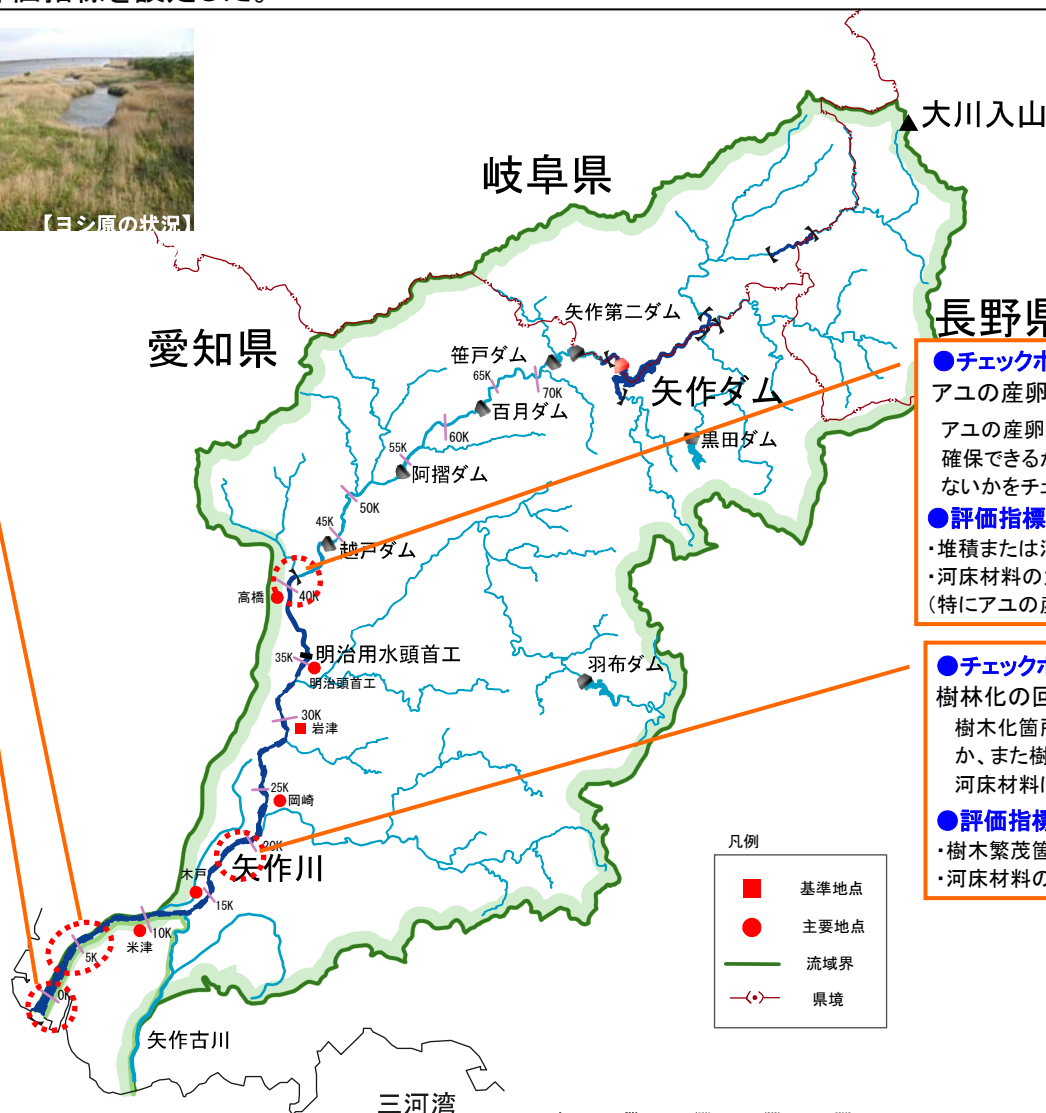 価指標を設定した。
【ヨシ原の状況】
大川入山
岐阜県
長野県
愛知県
矢作第二ダム
笹戸ダム
65K
70K
矢作ダム
百月ダム
60K
黒田ダム
55K
阿摺ダム
50K
45K
越戸ダム
40K
高橋
35K
明治用水頭首工
明治頭首工
羽布ダム
30K
岩津
25K
岡崎
20K
矢作川
木戸
15K
10K
米津
5K
0K
矢作古川
三河湾
●チェックポ
アユの産卵
アユの産卵
確保できるか
ないかをチェ
●評価指標
・堆積または
・河床材料の
(特にアユの産
●チェックポ
樹林化の回
樹木化箇所
か、また樹
河床材料に
●評価指標
・樹木繁茂箇
・河床材料の
凡例
基準地点
主要地点
流域界
県境